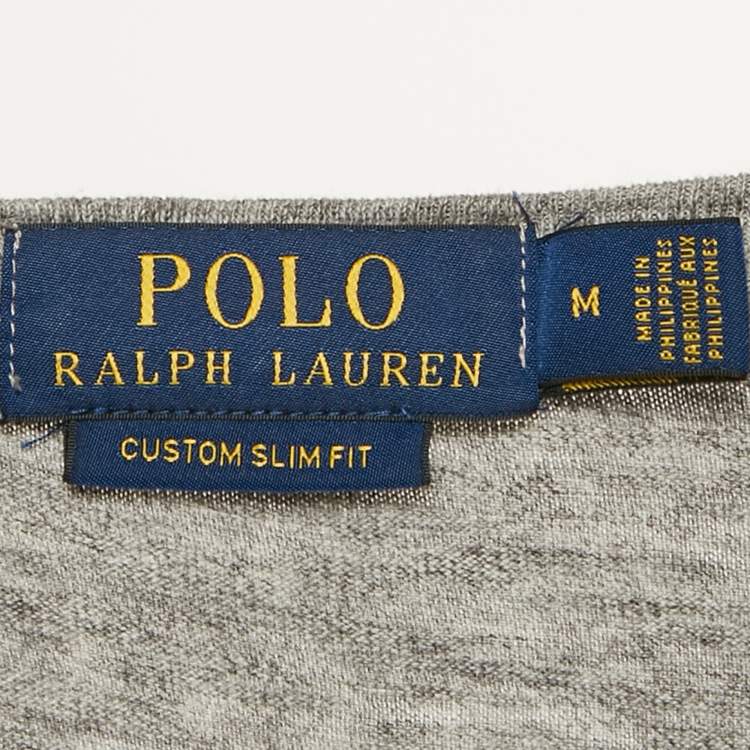 POLO
RALPH LAUREN
CUSTOM SLIM FIT
M
MADE IN
PHILIPPINES
FABRIQUÉ AUX
PHILIPPINES